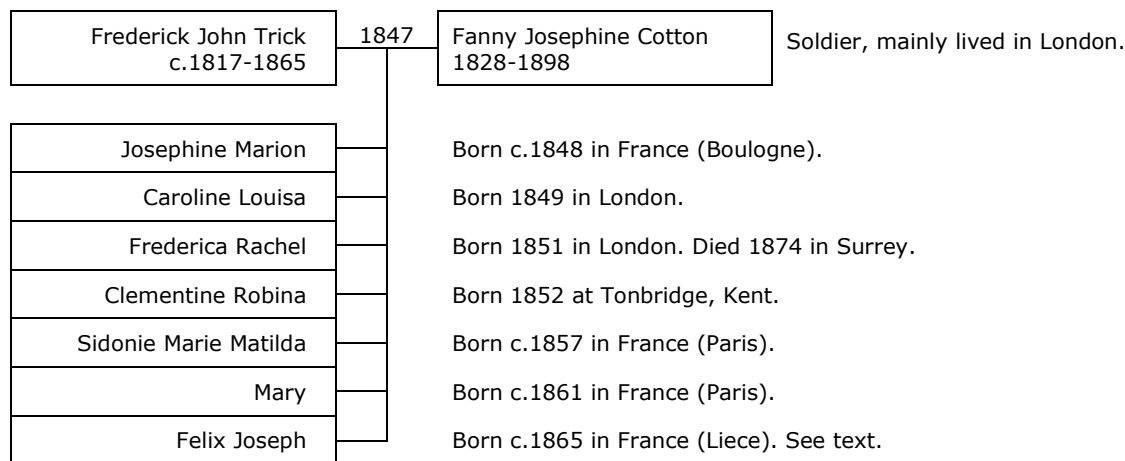 Frederick John Trick 1847 Fanny Josephine Cotton Soldier, mainly lived in London.
c.1817-1865 1828-1898
Josephine Marion Born c.1848 in France (Boulogne).
Caroline Louisa Born 1849 in London.
Frederica Rachel Born 1851 in London. Died 1874 in Surrey.
Clementine Robina Born 1852 at Tonbridge, Kent.
Sidonie Marie Matilda Born c.1857 in France (Paris).
Mary Born c.1861 in France (Paris).
Felix Joseph Born c.1865 in France (Liece). See text.